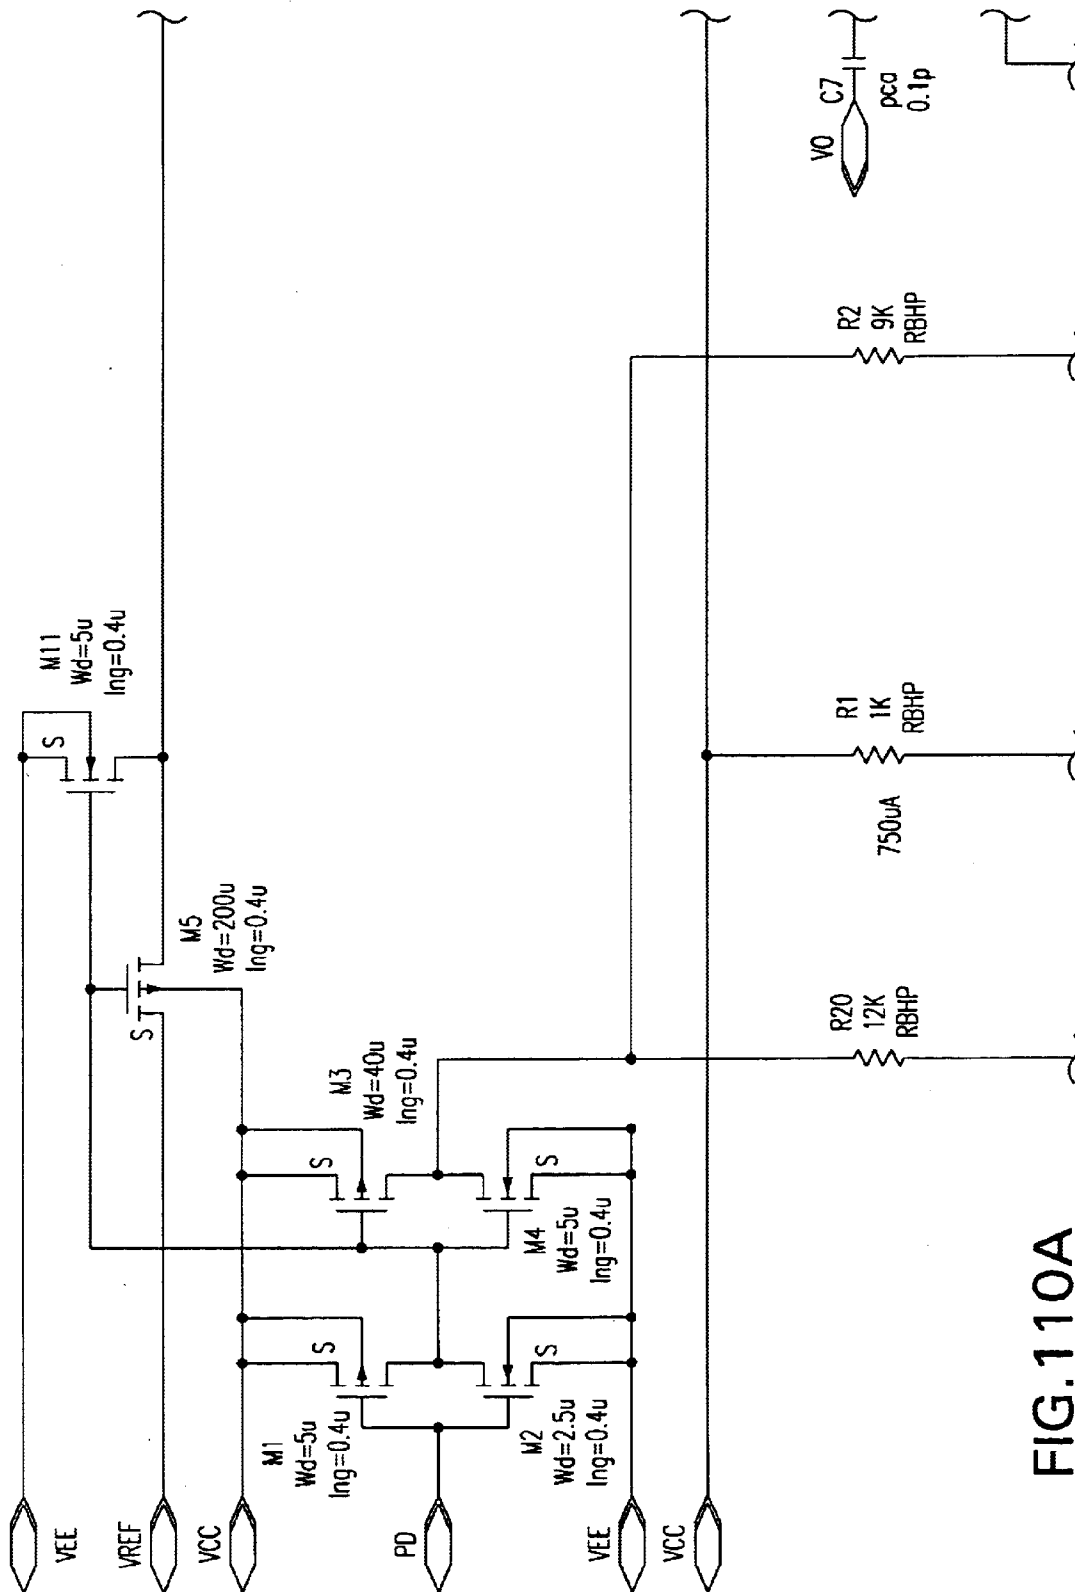 VEE
VREF
VCC
PD
VEE
VCC
M1
Wd=5u
lng=0.4u
M2
Wd=2.5u
lng=0.4u
S
S
M3
Wd=40u
lng=0.4u
M4
Wd=5u
lng=0.4u
S
S
M5
Wd=200u
lng=0.4u
S
M11
Wd=5u
lng=0.4u
S
R20
12K
RBHP
750uA
R1
1K
RBHP
R2
9K
RBHP
VO
C7
pca
0.1p
FIG.110A